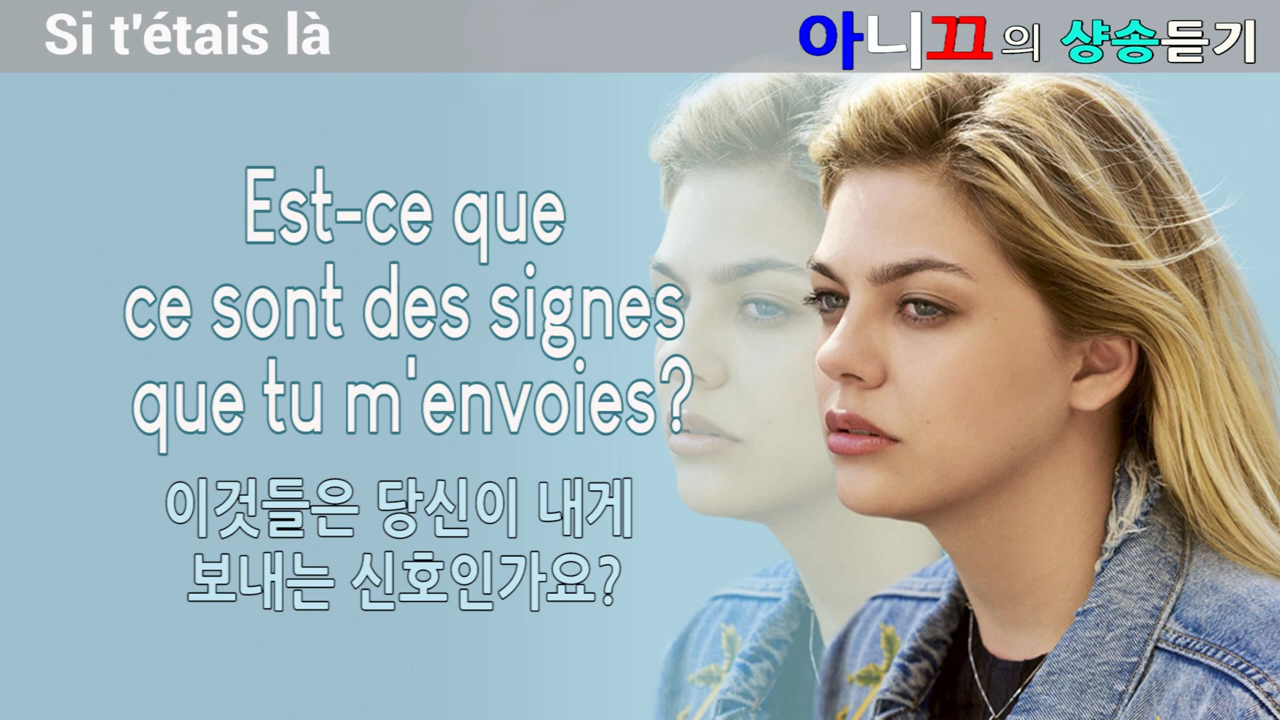 Si t'étais là
아니끄의 샹송듣기
Est-ce que
ce sont des signes
que tu m'envoies?
이것들은 당신이 내게
보내는 신호인가요?